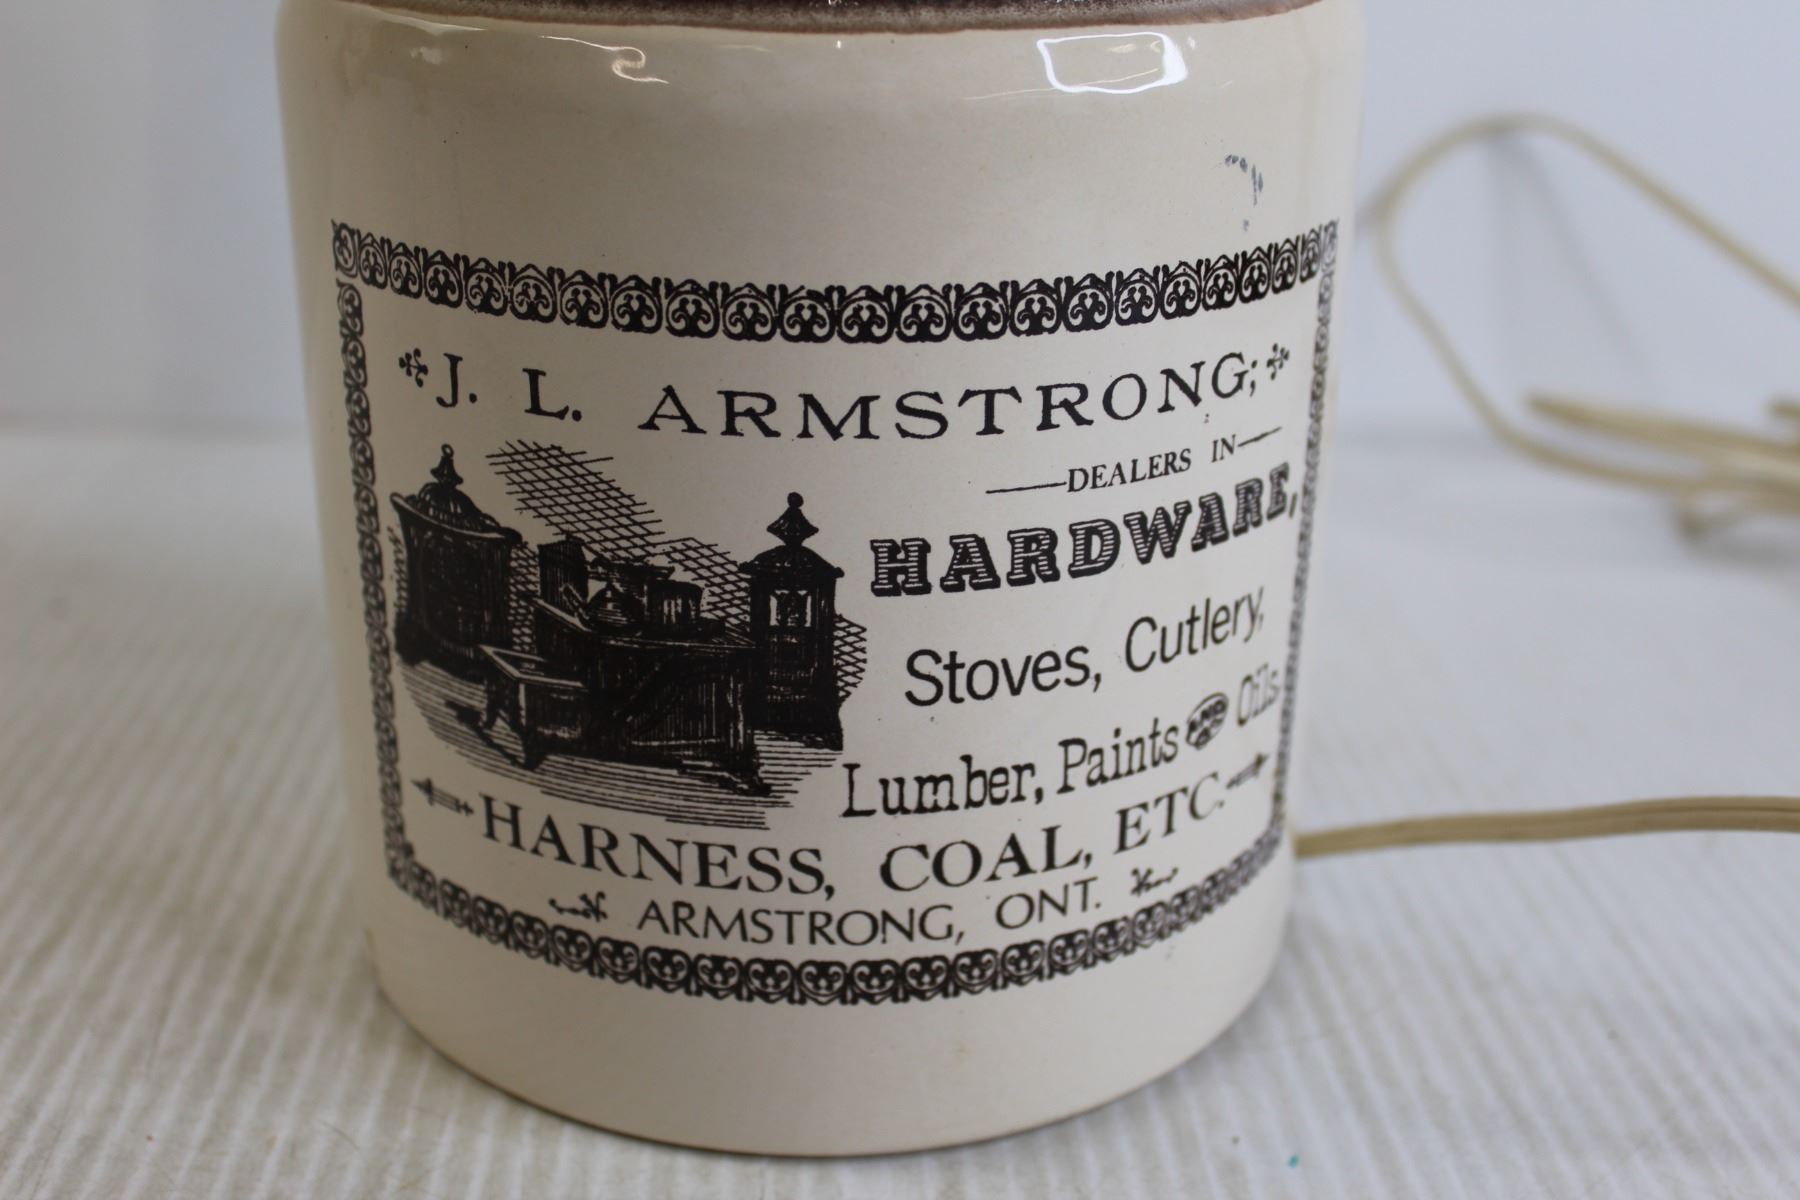 J. L. ARMSTRONG;
DEALERS IN
HARDWARE,
Stoves, Cutlery,
Lumber, Paints AND Oils
HARNESS, COAL, ETC.
ARMSTRONG, ONT.